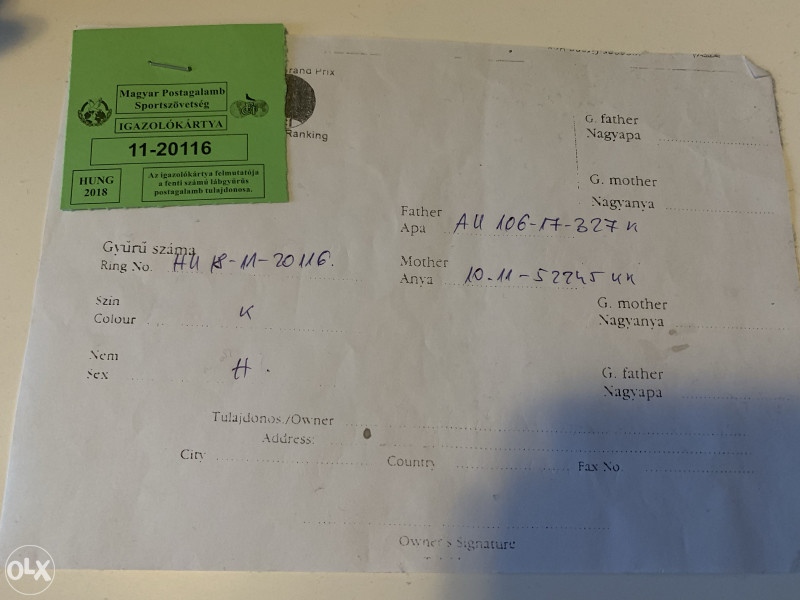 Magyar Postagalamb
Sportszövetség
IGAZOLÓKÁRTYA
11-20116
HUNG
2018
Az igazolókártya felmutatója
a fenti számú lábgyűrűs
postagalamb tulajdonosa.
rand Prix
Ranking
G. father
Nagyapa
G. mother
Nagyanya
Father
Apa AU 106-17-327 K
Gyűrű száma
Ring No. HU 18-11-20116.
Mother
Anya 10-11-52245 KK
Szín
Colour K
G. mother
Nagyanya
Nem
Sex H.
G. father
Nagyapa
Tulajdonos./Owner
Address:
City Country Fax No.
Owner's Signature
OLX